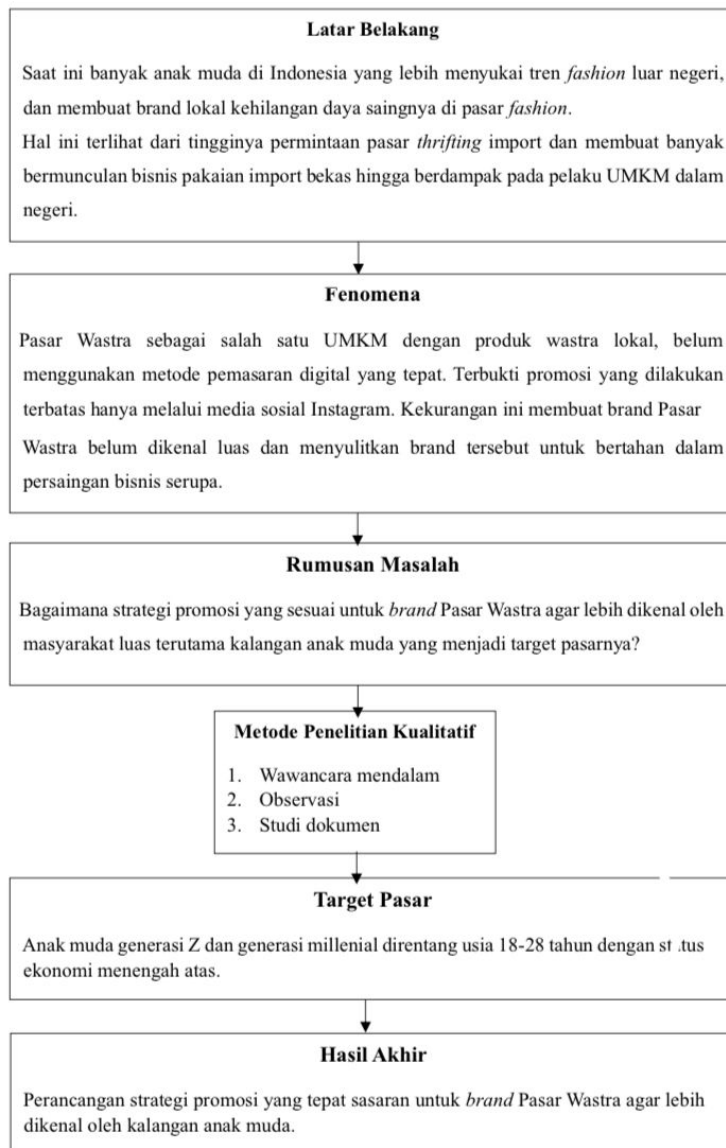 Latar Belakang
Saat ini banyak anak muda di Indonesia yang lebih menyukai tren fashion luar negeri,
dan membuat brand lokal kehilangan daya saingnya di pasar fashion.
Hal ini terlihat dari tingginya permintaan pasar thrifting import dan membuat banyak
bermunculan bisnis pakaian import bekas hingga berdampak pada pelaku UMKM dalam
negeri.
Fenomena
Pasar Wastra sebagai salah satu UMKM dengan produk wastra lokal, belum
menggunakan metode pemasaran digital yang tepat. Terbukti promosi yang dilakukan
terbatas hanya melalui media sosial Instagram. Kekurangan ini membuat brand Pasar
Wastra belum dikenal luas dan menyulitkan brand tersebut untuk bertahan dalam
persaingan bisnis serupa.
Rumusan Masalah
Bagaimana strategi promosi yang sesuai untuk brand Pasar Wastra agar lebih dikenal oleh
masyarakat luas terutama kalangan anak muda yang menjadi target pasarnya?
Metode Penelitian Kualitatif
1. Wawancara mendalam
2. Observasi
3. Studi dokumen
Target Pasar
Anak muda generasi Z dan generasi millenial direntang usia 18-28 tahun dengan
ekonomi menengah atas.
Hasil Akhir
Perancangan strategi promosi yang tepat sasaran untuk brand Pasar Wastra agar lebih
dikenal oleh kalangan anak muda.